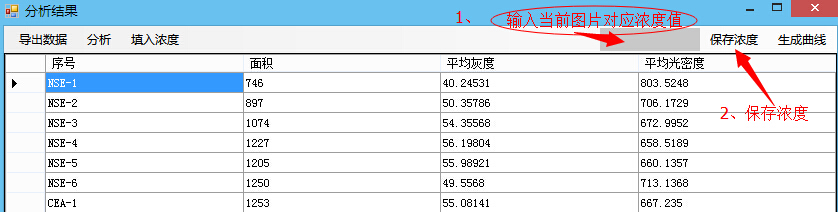 分析结果
1、 输入当前图片对应浓度值
导出数据 分析 填入浓度 保存浓度 生成曲线
序号 面积 平均灰度 平均光密度
NSE-1 746 40.24531 803.5248
NSE-2 897 50.35786 706.1729
NSE-3 1074 54.35568 672.9952
2、保存浓度
NSE-4 1227 56.19804 658.5189
NSE-5 1205 55.98921 660.1357
NSE-6 1250 49.5568 713.1368
CEA-1 1253 55.08141 667.235